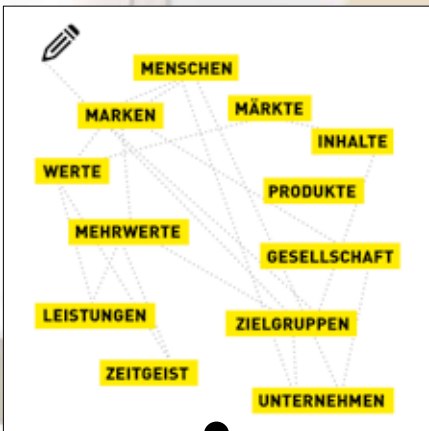 MENSCHEN
MÄRKTE
MARKEN
INHALTE
WERTE
PRODUKTE
MEHRWERTE
GESELLSCHAFT
LEISTUNGEN
ZIELGRUPPEN
ZEITGEIST
UNTERNEHMEN